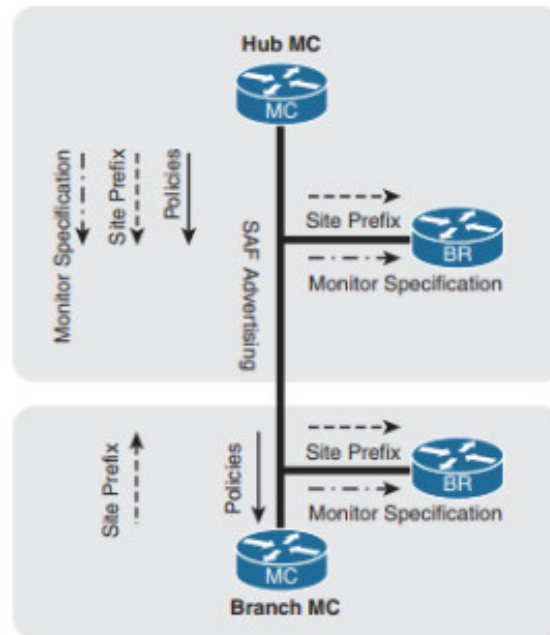 Hub MC
MC
Monitor Specification
Site Prefix
Policies
SAF Advertising
Site Prefix
BR
Monitor Specification
Site Prefix
Policies
Site Prefix
BR
Monitor Specification
MC
Branch MC